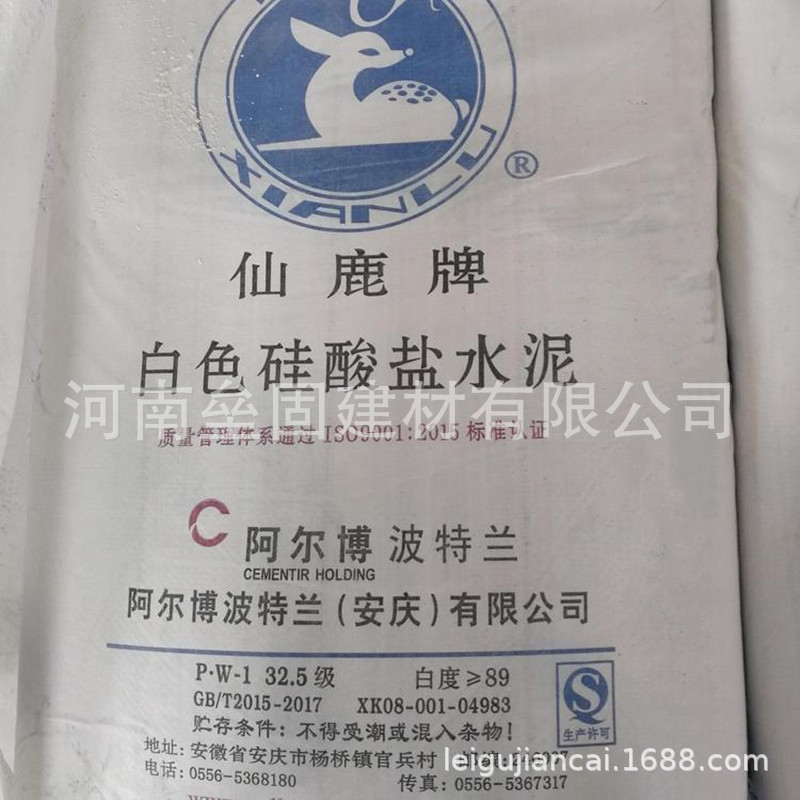 XIANLU
®
仙鹿牌
白色硅酸盐水泥
河南垒固建材有限公司
质量管理体系通过ISO9001:2015标准认证
C 阿尔博 波特兰
CEMENTIR HOLDING
阿尔博波特兰(安庆)有限公司
P·W-1 32.5级 白度≥89
GB/T2015-2017 XK08-001-04983
生产许可
贮存条件:不得受潮或混入杂物!
地址:安徽省安庆市杨桥镇官兵村
leigujiancai.1688.com
电话:0556-5368180 传真:0556-5367317